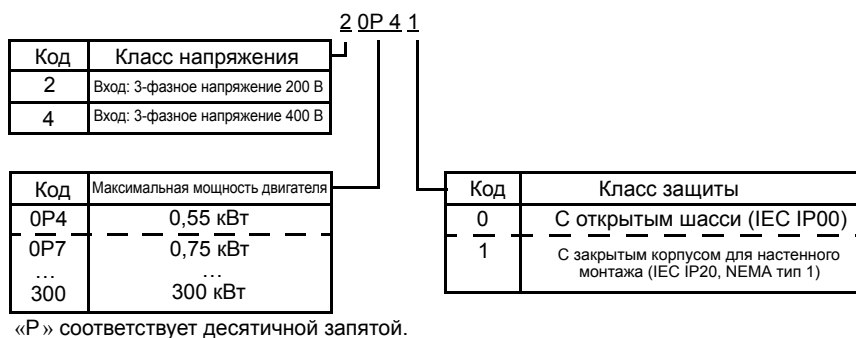 2 0P 4 1
Код Класс напряжения
2 Вход: 3-фазное напряжение 200 В
4 Вход: 3-фазное напряжение 400 В
Код Максимальная мощность двигателя
0P4 0,55 кВт
0P7 0,75 кВт
... ...
300 300 кВт
Код Класс защиты
0 С открытым шасси (IEC IP00)
1 С закрытым корпусом для настенного
монтажа (IEC IP20, NEMA тип 1)
«P» соответствует десятичной запятой.